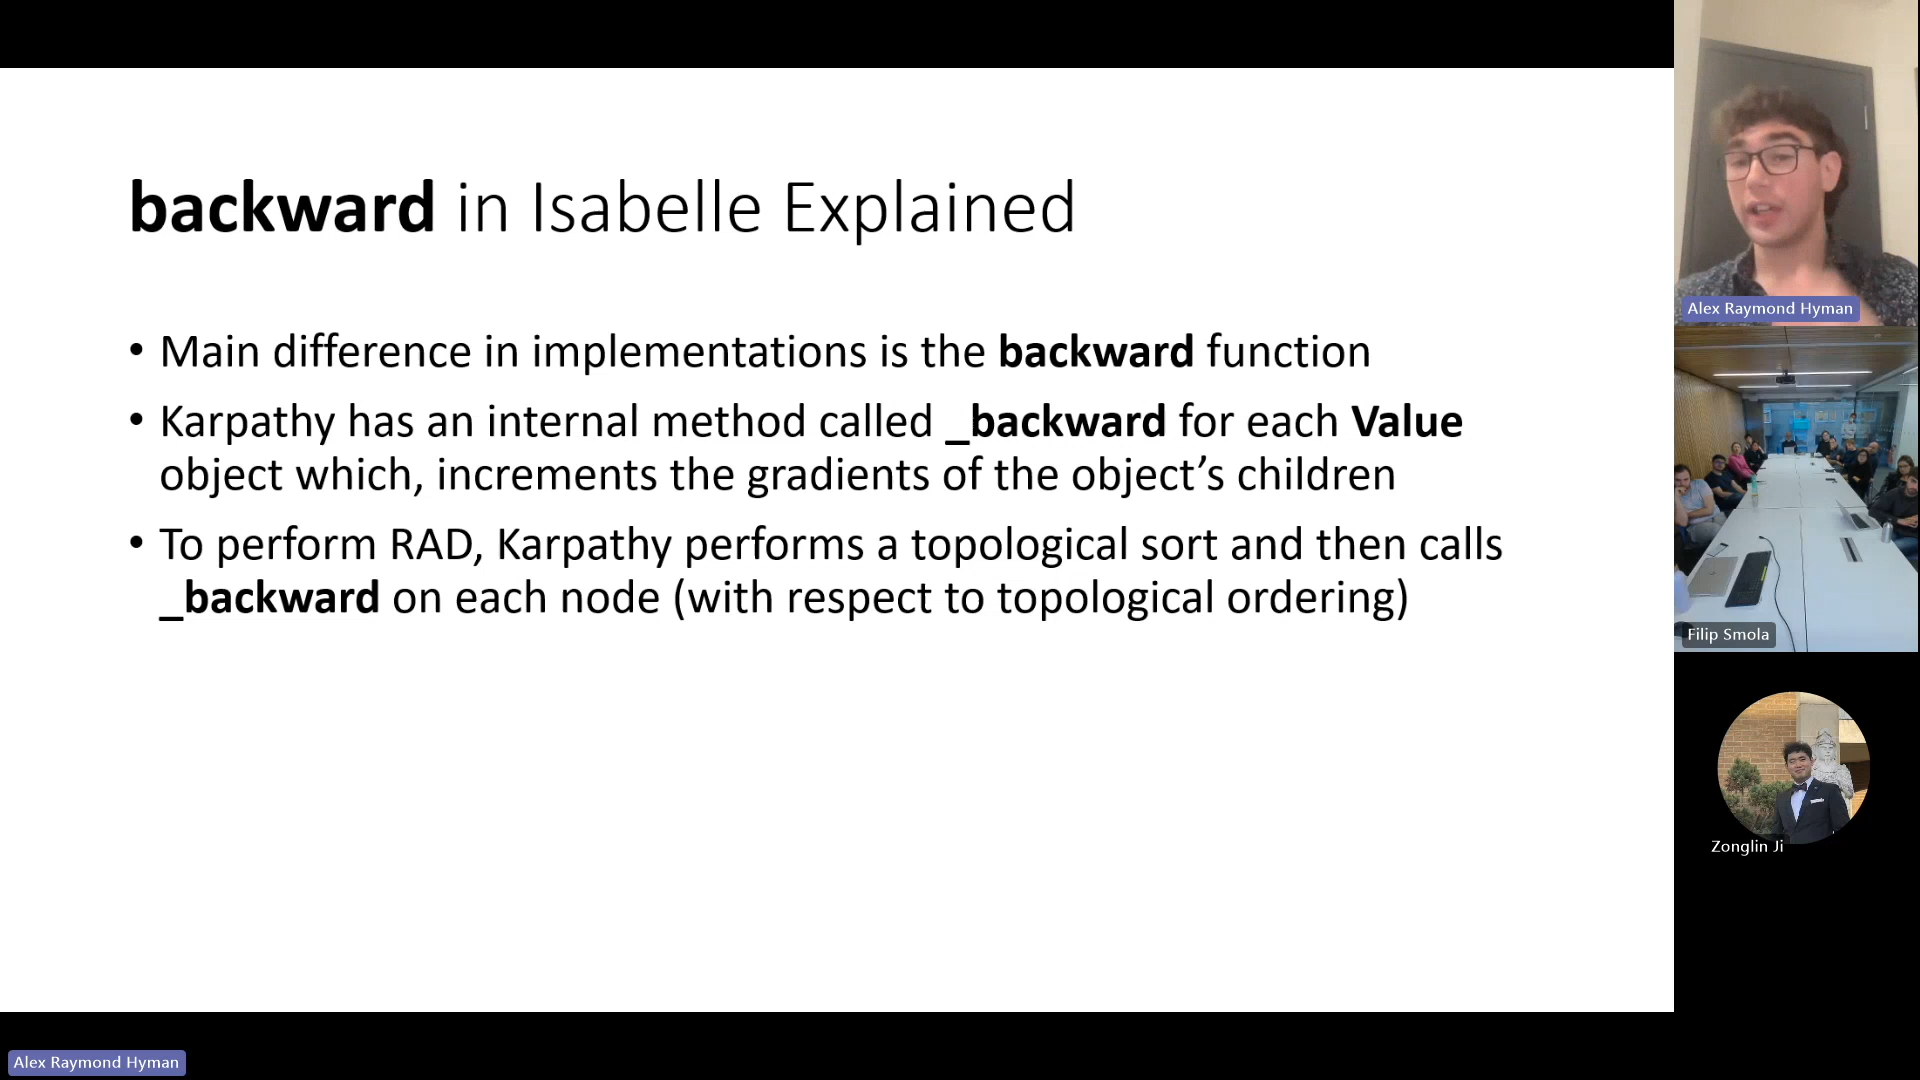 backward in Isabelle Explained
• Main difference in implementations is the backward function
• Karpathy has an internal method called _backward for each Value
object which, increments the gradients of the object’s children
• To perform RAD, Karpathy performs a topological sort and then calls
_backward on each node (with respect to topological ordering)
Alex Raymond Hyman
Filip Smola
Zonglin Ji
Alex Raymond Hyman